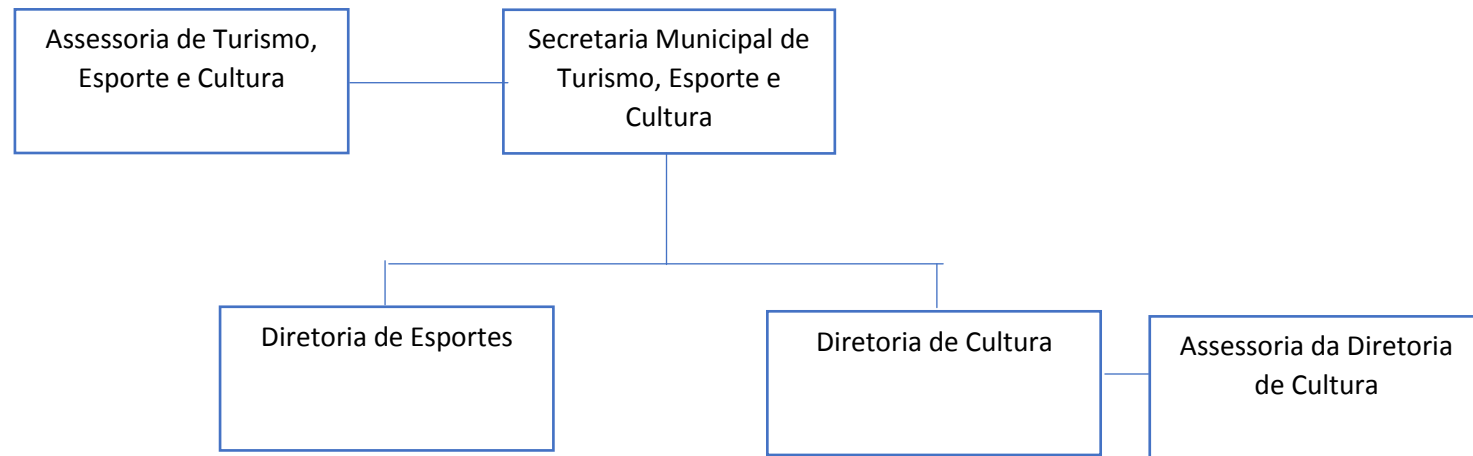 Assessoria de Turismo,
Esporte e Cultura
Secretaria Municipal de
Turismo, Esporte e
Cultura
Diretoria de Esportes
Diretoria de Cultura
Assessoria da Diretoria
de Cultura